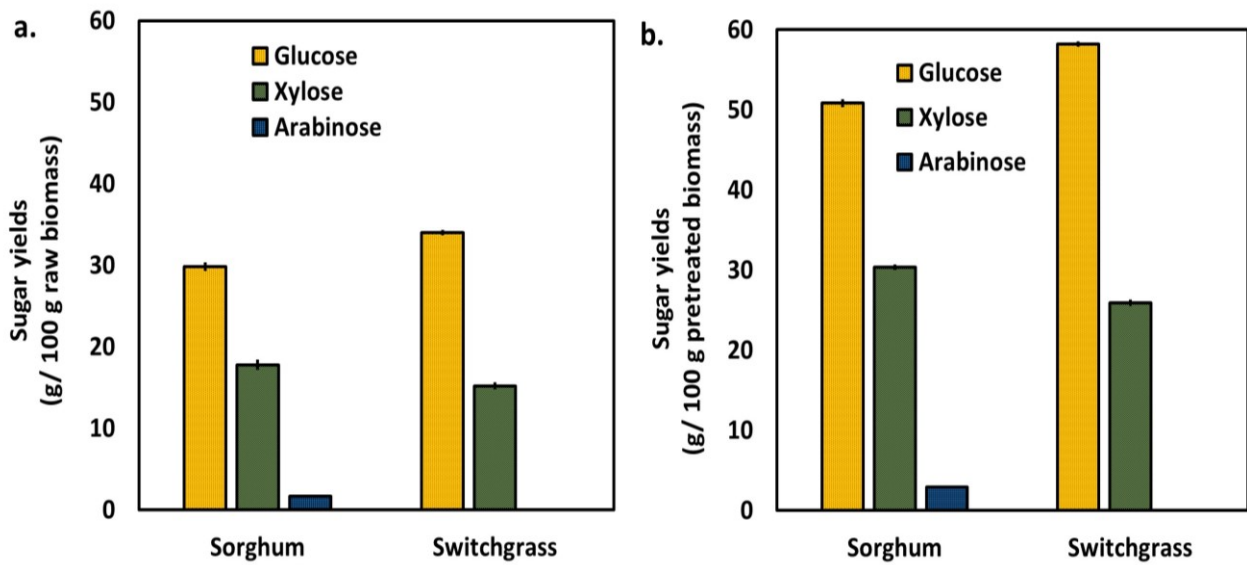 a.
Sugar yields
(g/ 100 g raw biomass)
60
50
40
30
20
10
0
Glucose
Xylose
Arabinose
Sorghum
Switchgrass
b.
Sugar yields
(g/ 100 g pretreated biomass)
60
50
40
30
20
10
0
Glucose
Xylose
Arabinose
Sorghum
Switchgrass